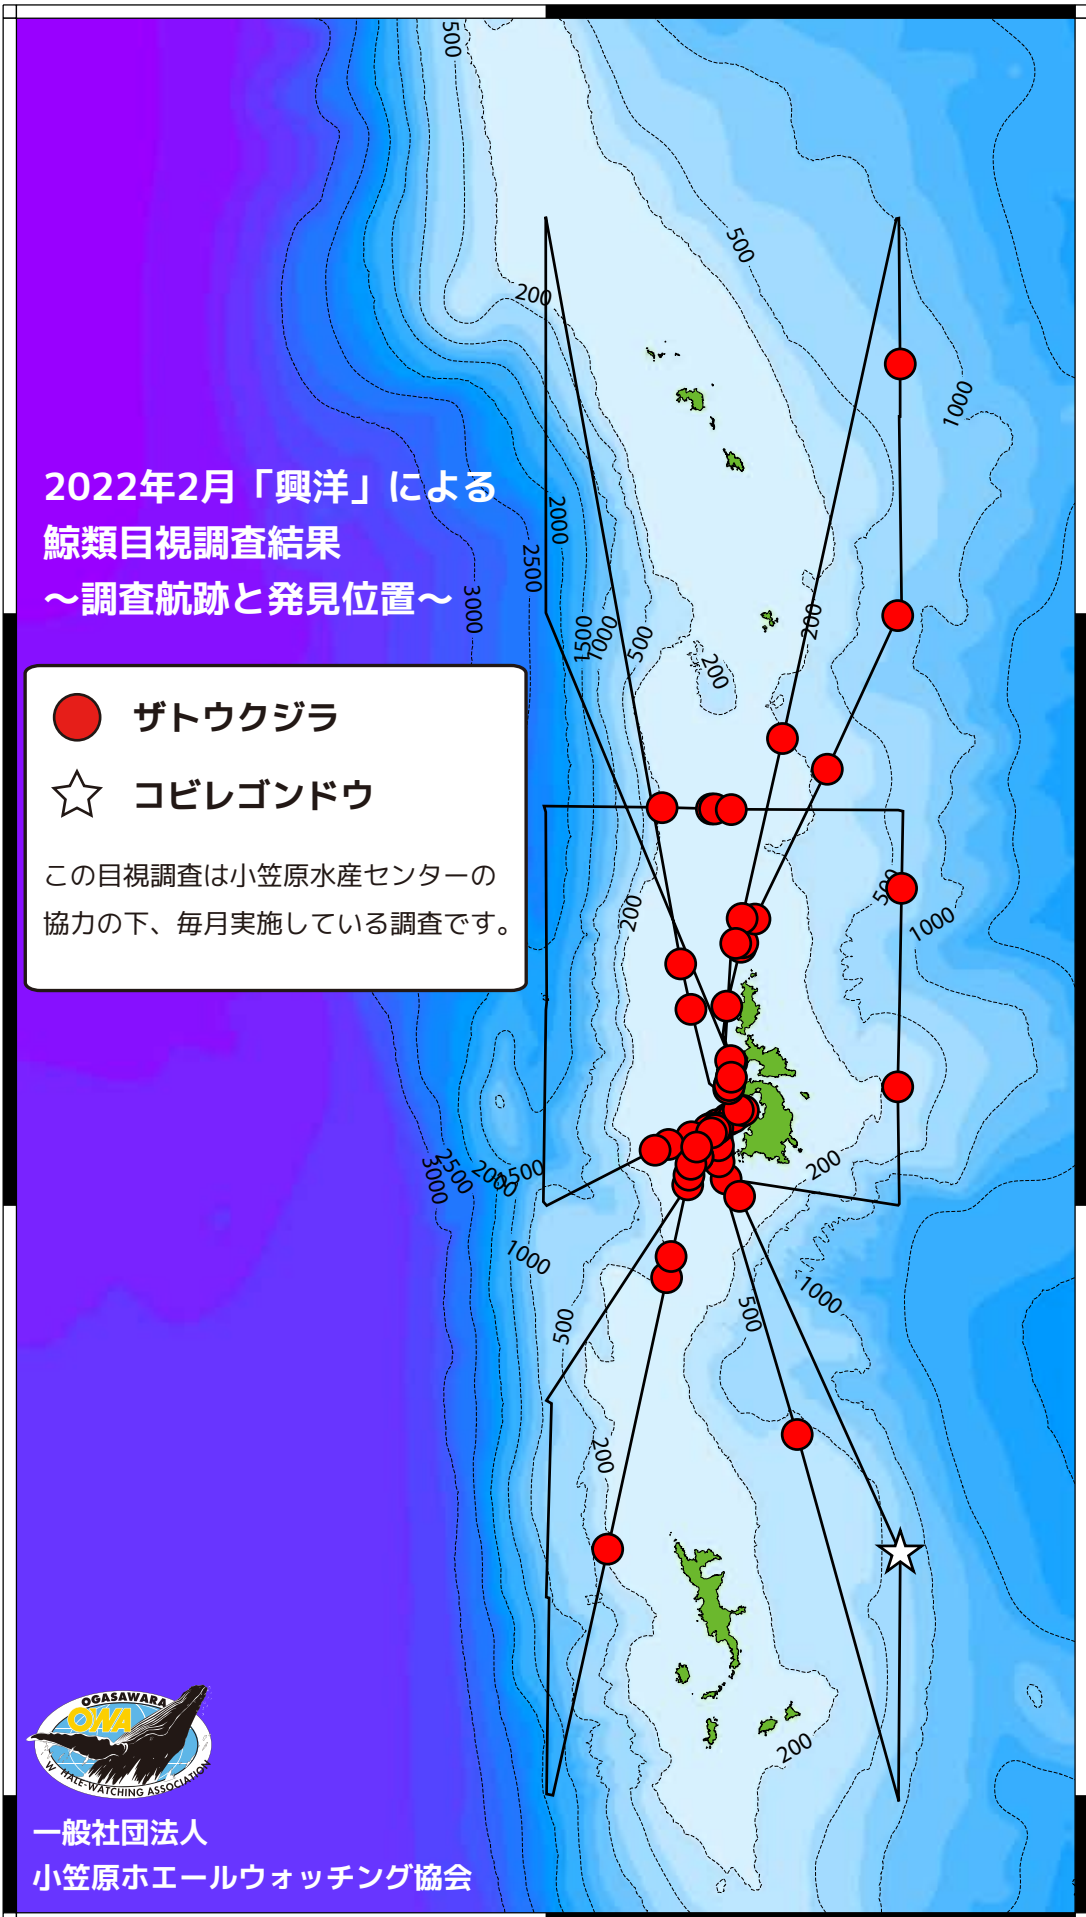 500
500
200
1000
2022年2月「興洋」による
鯨類目視調査結果
～調査航跡と発見位置～
2000
2500
3000
1500
1000
500
200
200
ザトウクジラ
コビレゴンドウ
この目視調査は小笠原水産センターの
協力の下、毎月実施している調査です。
200
500
1000
3000
2500
2000
1500
200
1000
500
500
1000
200
200
OGASAWARA
OWA
WHALE-WATCHING ASSOCIATION
一般社団法人
小笠原ホエールウォッチング協会